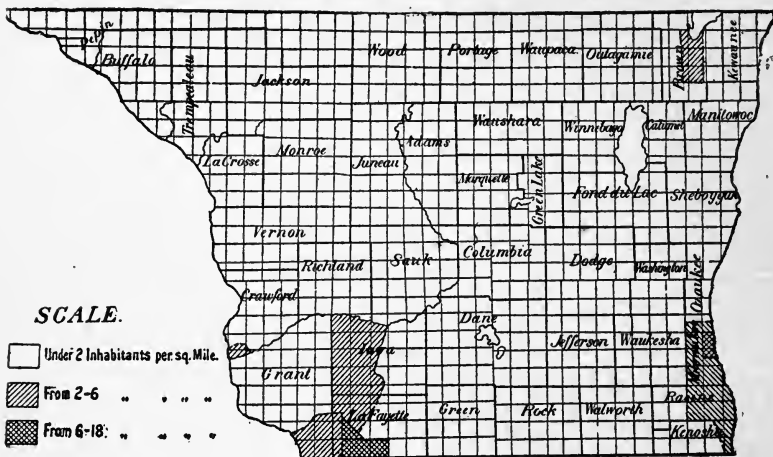 Pepin
Buffalo
Trempealeau
Jackson
Wood
Portage
Waupaca
Outagamie
Brown
Kewaunee
La Crosse
Monroe
Juneau
Adams
Waushara
Marquette
Green Lake
Winnebago
Calumet
Manitowoc
Fond du Lac
Sheboygan
Vernon
Richland
Sauk
Columbia
Dodge
Washington
Ozaukee
Crawford
Grant
Iowa
La Fayette
Dane
Green
Jefferson
Rock
Waukesha
Walworth
Milwaukee
Racine
Kenosha
SCALE.
Under 2 Inhabitants per sq. Mile.
From 2-6 " " " "
From 6-18: " " " "